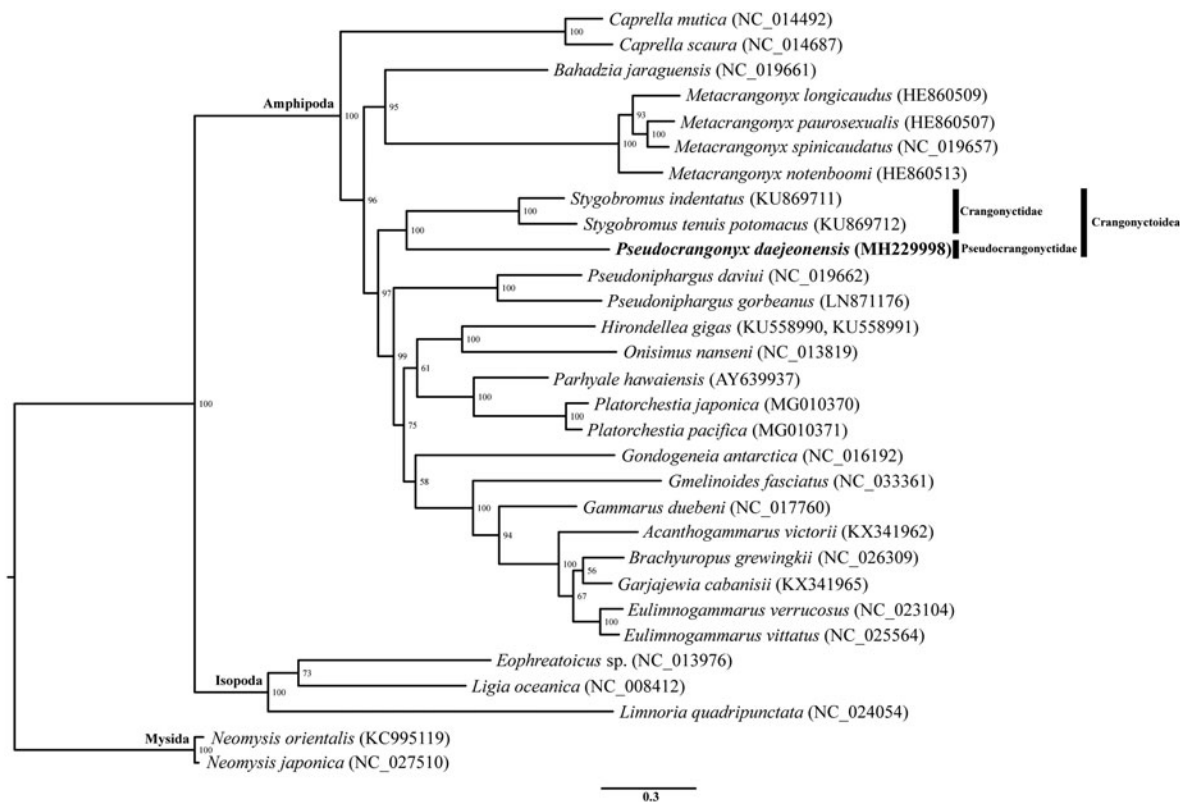 Caprella mutica (NC_014492)
100
Caprella scaura (NC_014687)
Bahadzia jaraguensis (NC_019661)
Amphipoda
100
95
Metacrangonyx longicaudus (HE860509)
93
Metacrangonyx paurosexualis (HE860507)
100
100
Metacrangonyx spinicaudatus (NC_019657)
Metacrangonyx notenboomi (HE860513)
96
Stygobromus indentatus (KU869711)
100
Crangonyctidae
Stygobromus tenuis potomacus (KU869712)
Crangonyctoidea
100
Pseudocrangonyx daejeonensis (MH229998)
Pseudocrangonyctidae
97
Pseudoniphargus daviui (NC_019662)
100
Pseudoniphargus gorbeanus (LN871176)
99
Hirondellea gigas (KU558990, KU558991)
100
Onisimus nanseni (NC_013819)
61
Parhyale hawaiensis (AY639937)
100
Platorchestia japonica (MG010370)
100
Platorchestia pacifica (MG010371)
75
Gondogeneia antarctica (NC_016192)
58
Gmelinoides fasciatus (NC_033361)
100
Gammarus duebeni (NC_017760)
94
Acanthogammarus victorii (KX341962)
100
Brachyuropus grewingkii (NC_026309)
56
Garjajewia cabanisii (KX341965)
67
Eulimnogammarus verrucosus (NC_023104)
100
Eulimnogammarus vittatus (NC_025564)
100
Eophreatoicus sp. (NC_013976)
73
Isopoda
Ligia oceanica (NC_008412)
100
Limnoria quadripunctata (NC_024054)
Mysida
Neomysis orientalis (KC995119)
100
Neomysis japonica (NC_027510)
0.3